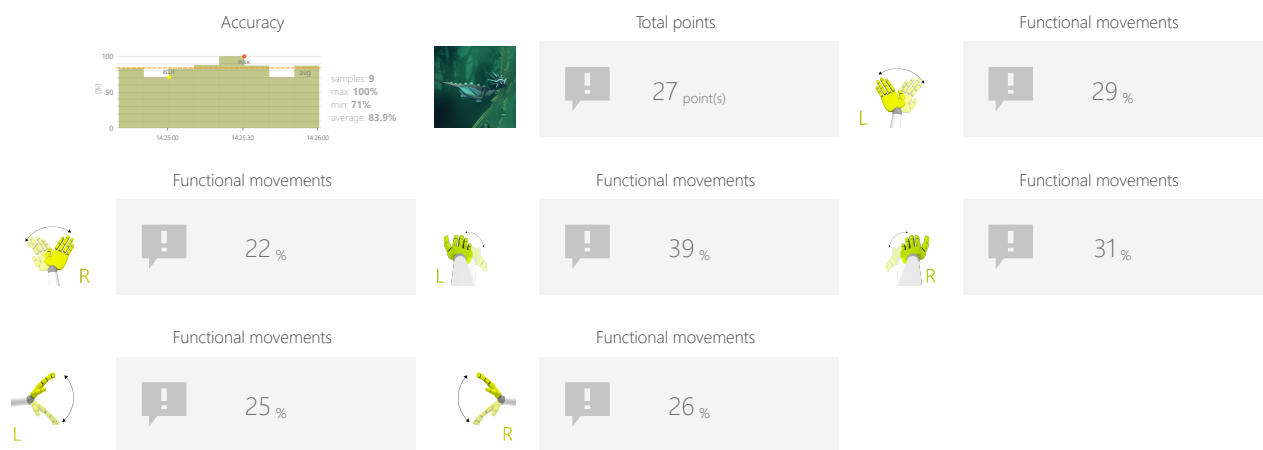 Accuracy
100
50
0
[%]
min
max
avg
14:25:00
14:25:30
14:26:00
samples: 9
max: 100%
min: 71%
average: 83.9%
Total points
27 point(s)
Functional movements
L
29 %
Functional movements
R
22 %
Functional movements
L
39 %
Functional movements
R
31 %
Functional movements
L
25 %
Functional movements
R
26 %